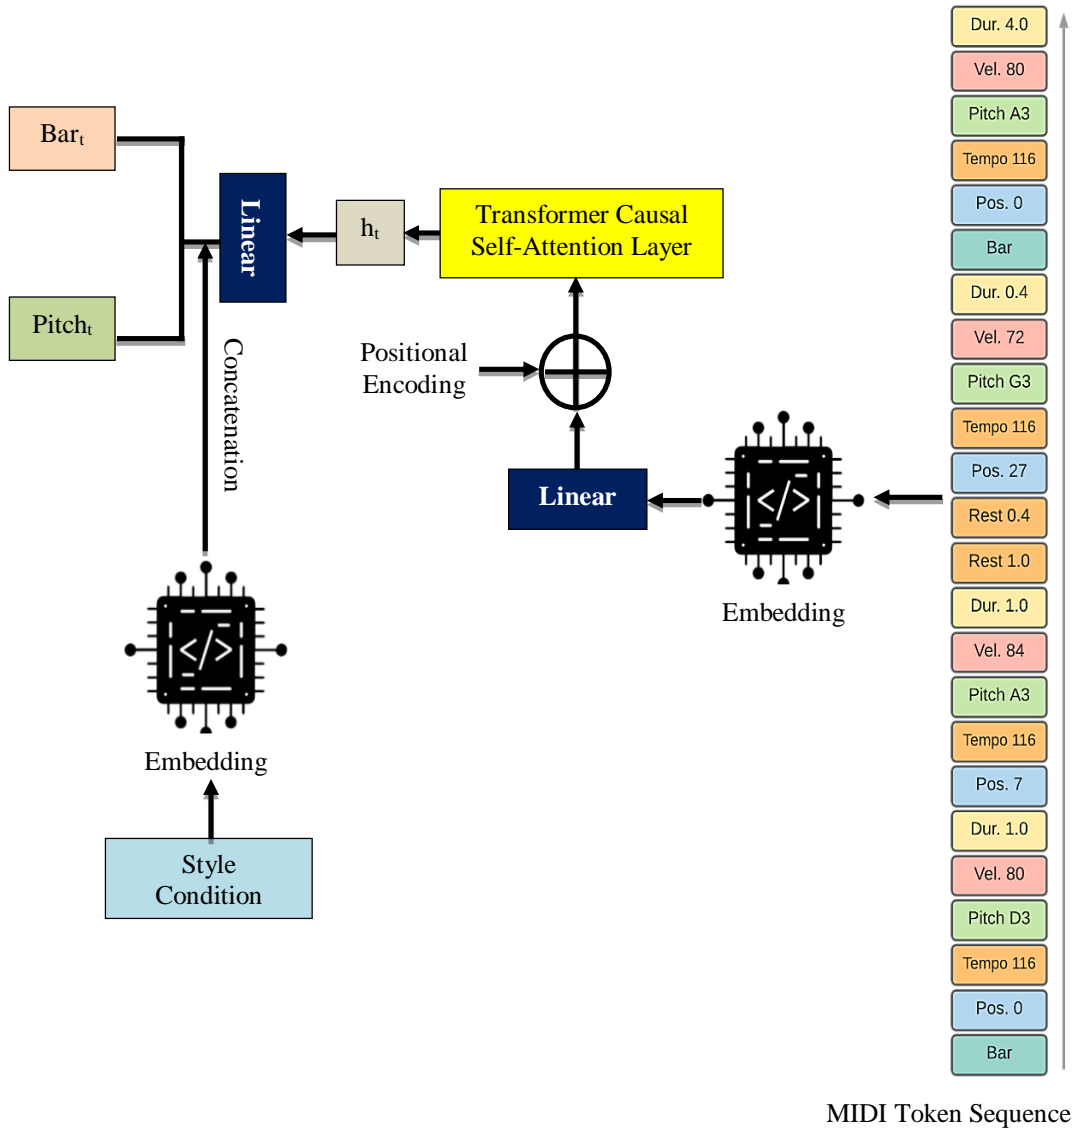 Bar_t
Pitch_t
Linear
Concatenation
h_t
Transformer Causal
Self-Attention Layer
Positional
Encoding
Linear
</>
Embedding
</>
Embedding
Style
Condition
Dur. 4.0
Vel. 80
Pitch A3
Tempo 116
Pos. 0
Bar
Dur. 0.4
Vel. 72
Pitch G3
Tempo 116
Pos. 27
Rest 0.4
Rest 1.0
Dur. 1.0
Vel. 84
Pitch A3
Tempo 116
Pos. 7
Dur. 1.0
Vel. 80
Pitch D3
Tempo 116
Pos. 0
Bar
MIDI Token Sequence